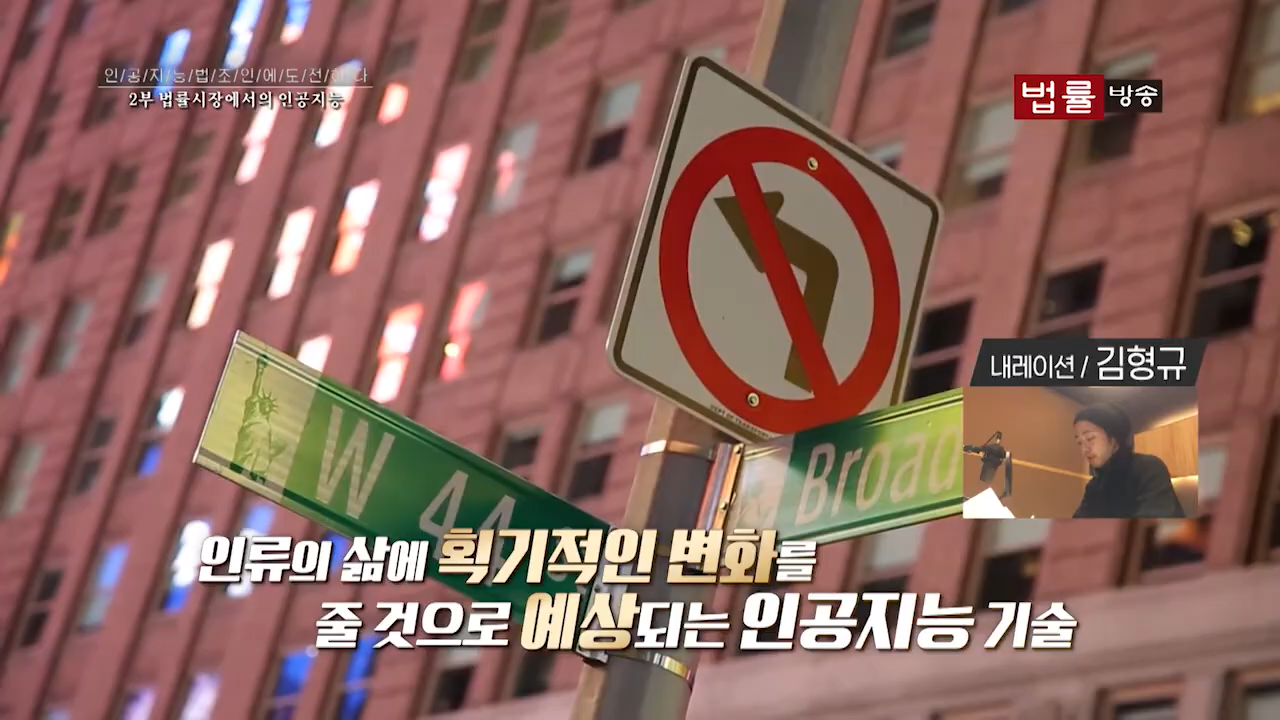 인/공/지/능/법/조/인/에/도/전/하/다
2부 법률시장에서의 인공지능
법률방송
내레이션 / 김형규
W 44
Broad
인류의 삶에 획기적인 변화를
줄 것으로 예상되는 인공지능 기술